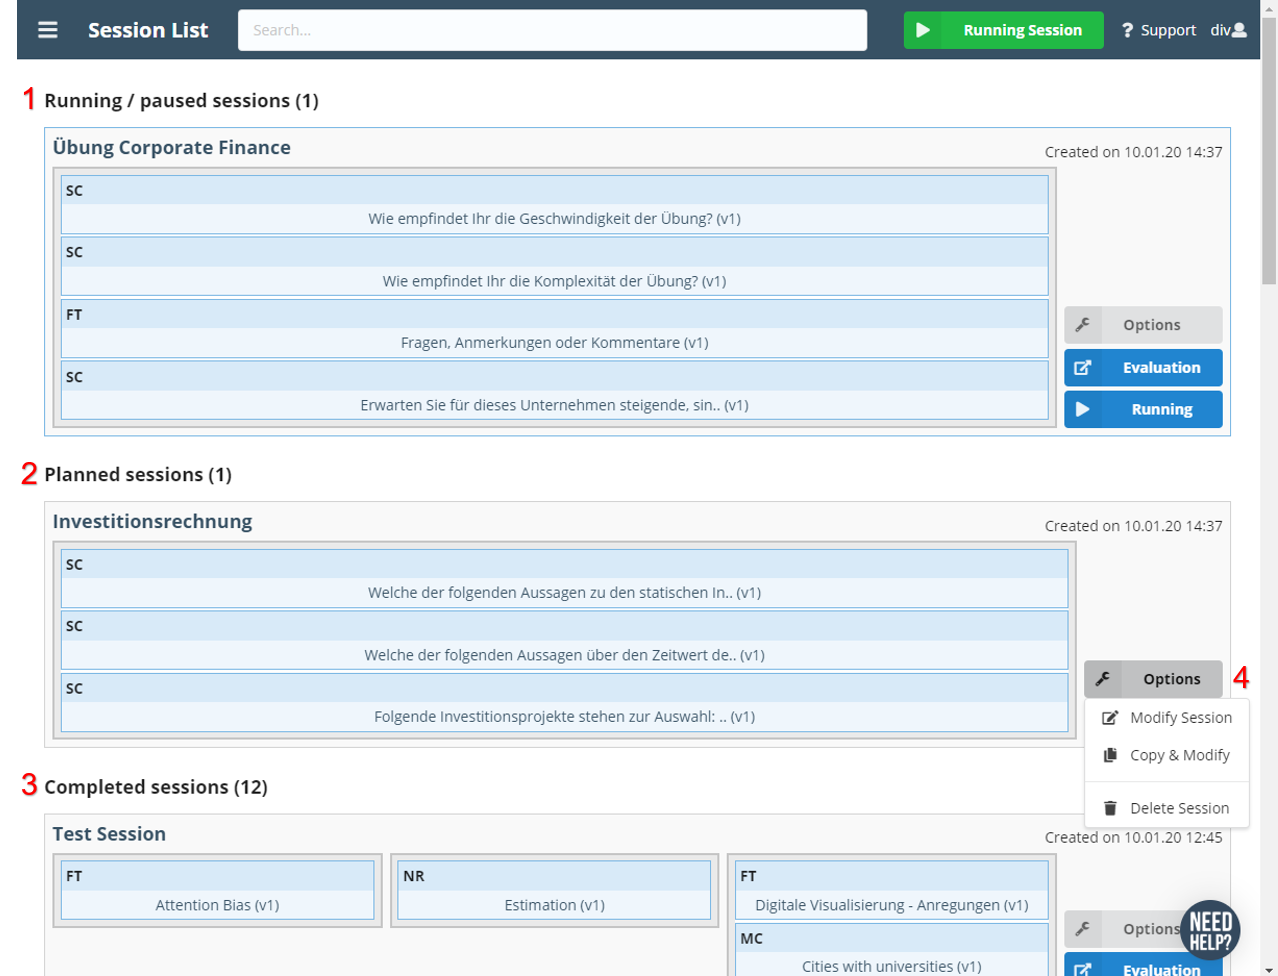 Session List
Search...
Running Session
? Support
div
1 Running / paused sessions (1)
Übung Corporate Finance
Created on 10.01.20 14:37
SC
Wie empfindet Ihr die Geschwindigkeit der Übung? (v1)
SC
Wie empfindet Ihr die Komplexität der Übung? (v1)
FT
Fragen, Anmerkungen oder Kommentare (v1)
SC
Erwarten Sie für dieses Unternehmen steigende, sin.. (v1)
Options
Evaluation
Running
2 Planned sessions (1)
Investitionsrechnung
Created on 10.01.20 14:37
SC
Welche der folgenden Aussagen zu den statischen In.. (v1)
SC
Welche der folgenden Aussagen über den Zeitwert de.. (v1)
SC
Folgende Investitionsprojekte stehen zur Auswahl: .. (v1)
Options 4
Modify Session
Copy & Modify
Delete Session
3 Completed sessions (12)
Test Session
Created on 10.01.20 12:45
FT
Attention Bias (v1)
NR
Estimation (v1)
FT
Digitale Visualisierung - Anregungen (v1)
MC
Cities with universities (v1)
Options
Evaluation
NEED
HELP?